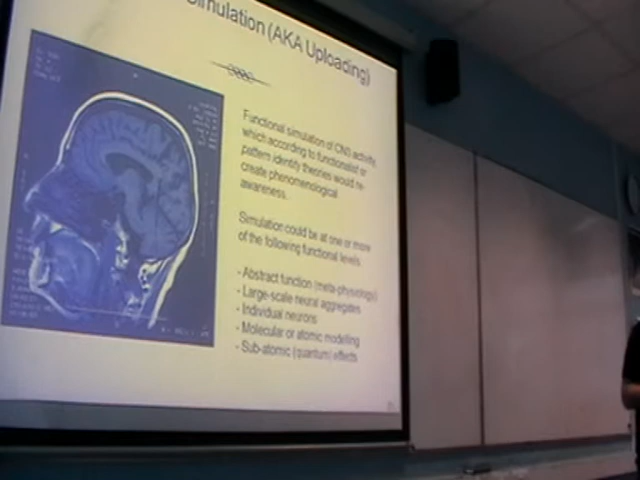 Simulation (AKA Uploading)
Functional simulation of CNS activity,
which according to functionalist or
pattern identity theories would re-
create phenomenological
awareness.
Simulation could be at one or more
of the following functional levels
- Abstract function (meta-physiology)
- Large-scale neural aggregates
- Individual neurons
- Molecular or atomic modelling
- Sub-atomic (quantum) effects